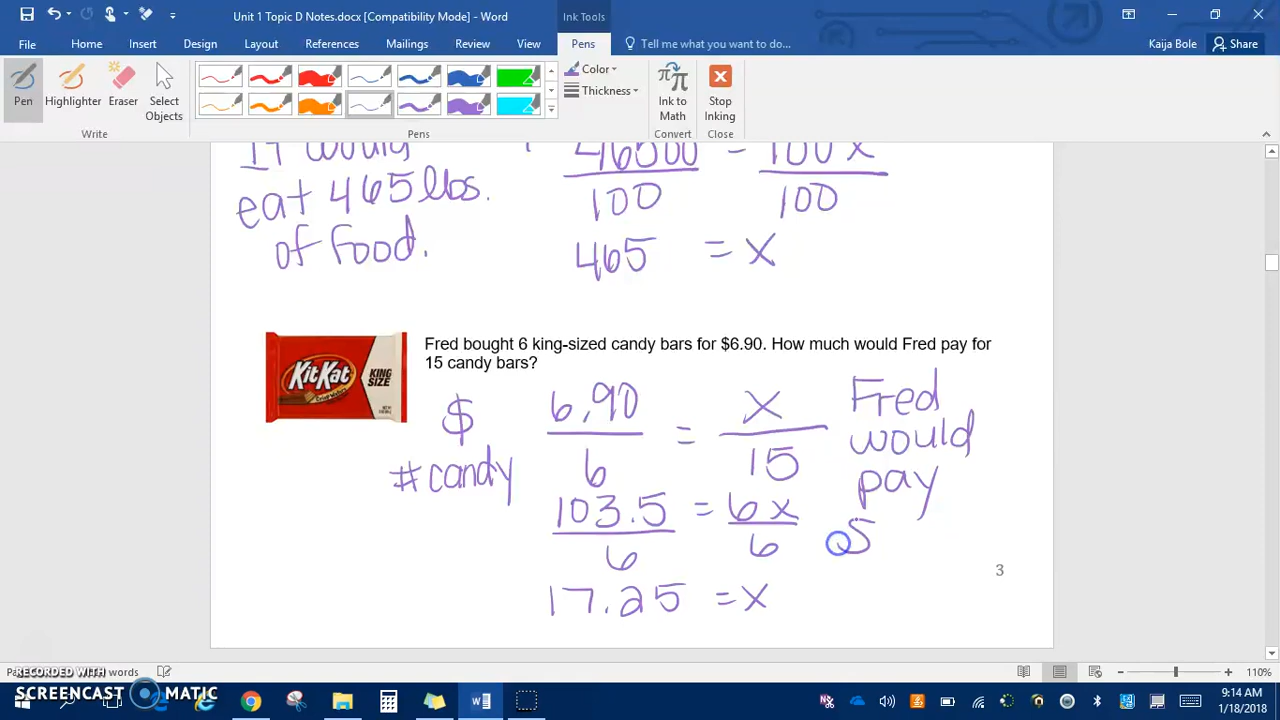 Unit 1 Topic D Notes.docx [Compatibility Mode] - Word
Ink Tools
File Home Insert Design Layout References Mailings Review View Pens Tell me what you want to do... Kaija Bole Share
Pen Highlighter Eraser Select Objects
Color
Thickness
Ink to Math
Stop Inking
Write Pens Convert Close
It would
eat 465 lbs.
of food.
46500 = 100x
100 100
465 = x
KitKat
KING SIZE
Fred bought 6 king-sized candy bars for $6.90. How much would Fred pay for
15 candy bars?
$ 6.90 = x
#candy 6 15
103.5 = 6x
6 6
17.25 = x
Fred
would
pay
S
3
words
110%
RECORDED WITH
SCREENCAST MATIC
9:14 AM
1/18/2018